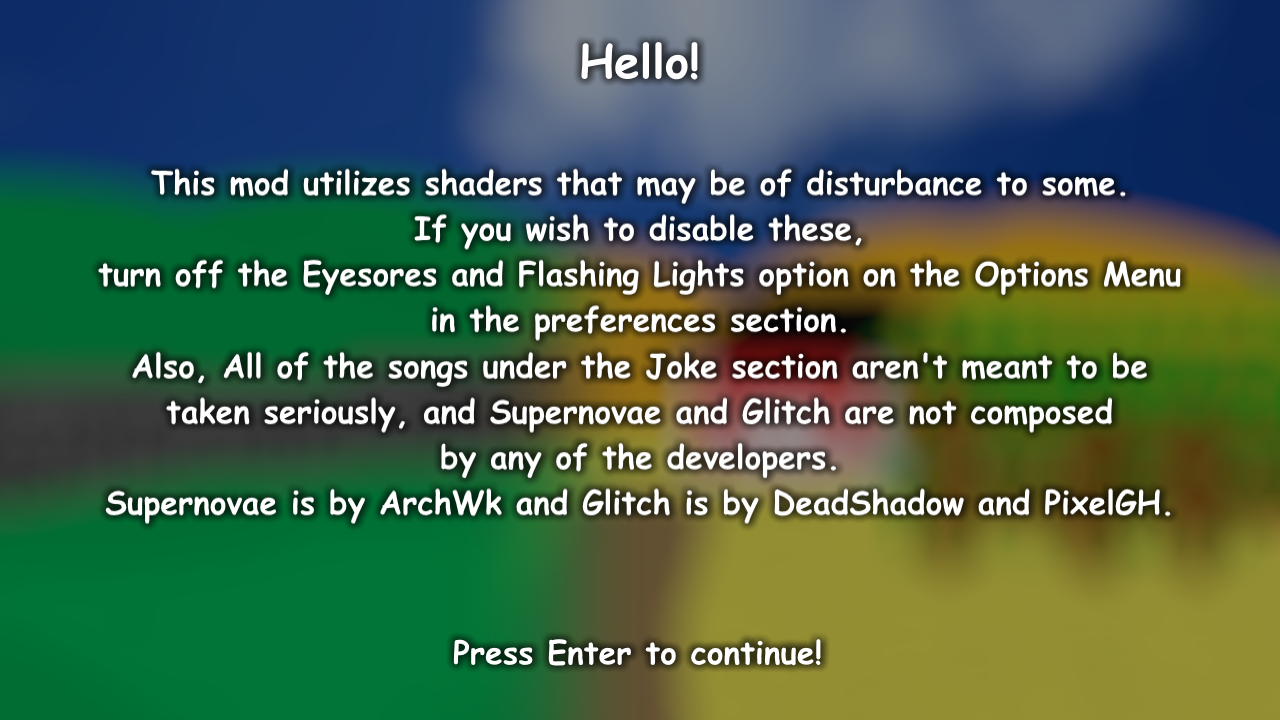 Hello!
This mod utilizes shaders that may be of disturbance to some.
If you wish to disable these,
turn off the Eyesores and Flashing Lights option on the Options Menu
in the preferences section.
Also, All of the songs under the Joke section aren't meant to be
taken seriously, and Supernovae and Glitch are not composed
by any of the developers.
Supernovae is by ArchWk and Glitch is by DeadShadow and PixelGH.
Press Enter to continue!